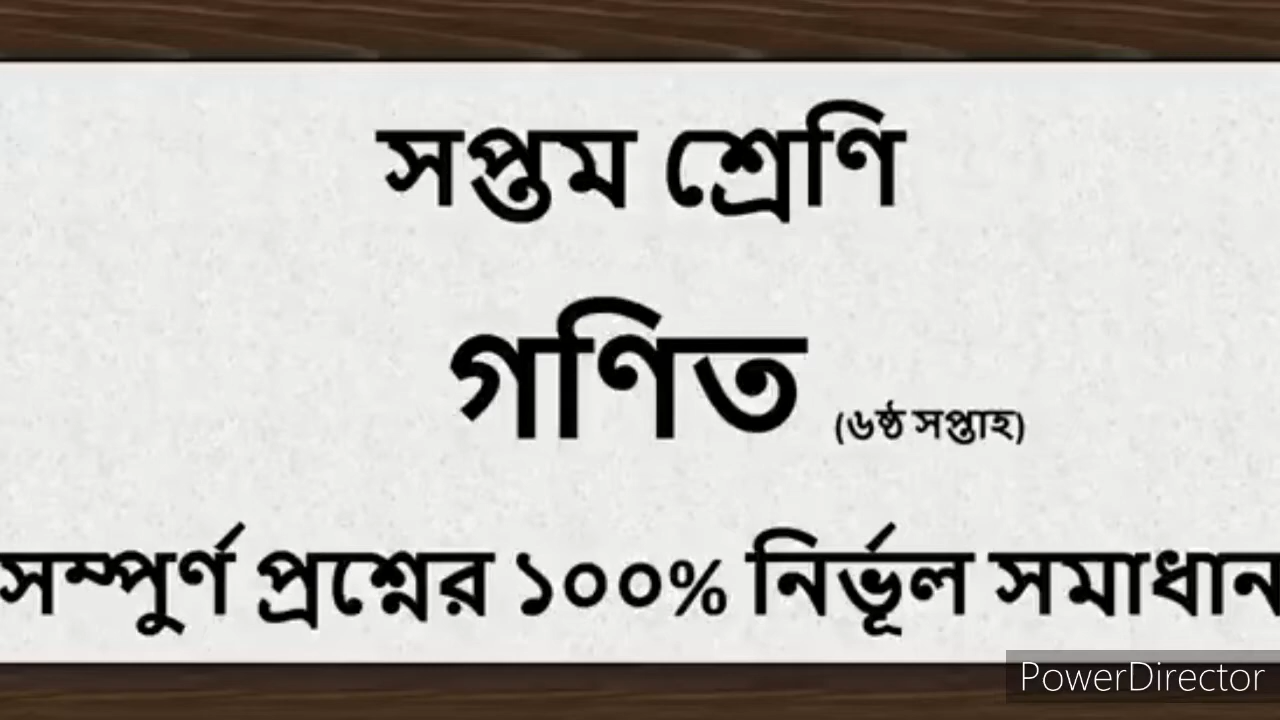 সপ্তম শ্রেণি
গণিত (৬ষ্ঠ সপ্তাহ)
সম্পুর্ণ প্রশ্নের ১০০% নির্ভূল সমাধান
PowerDirector